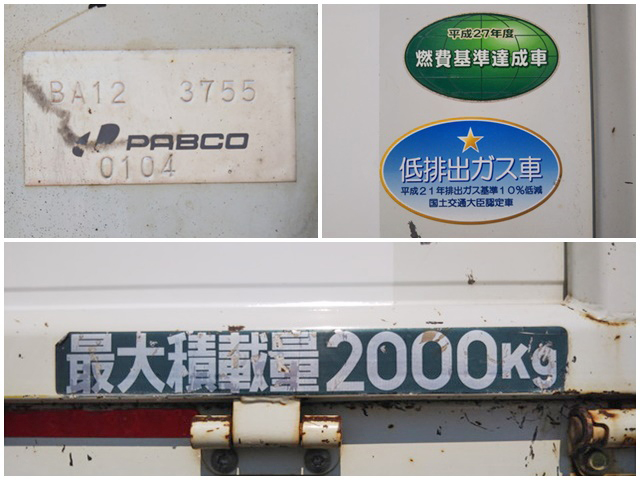 BA12 3755
PABCO
0104
平成27年度
燃費基準達成車
低排出ガス車
平成21年排出ガス基準10%低減
国土交通大臣認定車
最大積載量2000Kg